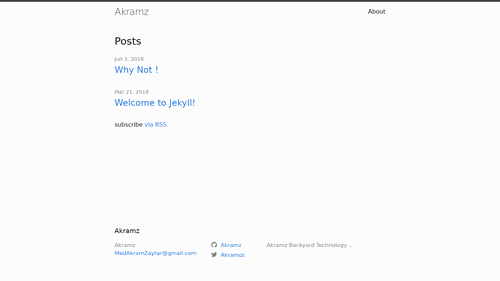 Akramz
About
Posts
Jun 3, 2018
Why Not !
Mar 21, 2018
Welcome to Jekyll!
subscribe via RSS
Akramz
Akramz
MedAkramZaytar@gmail.com
Akramz
Akramoz
Akramz Backyard Technology...